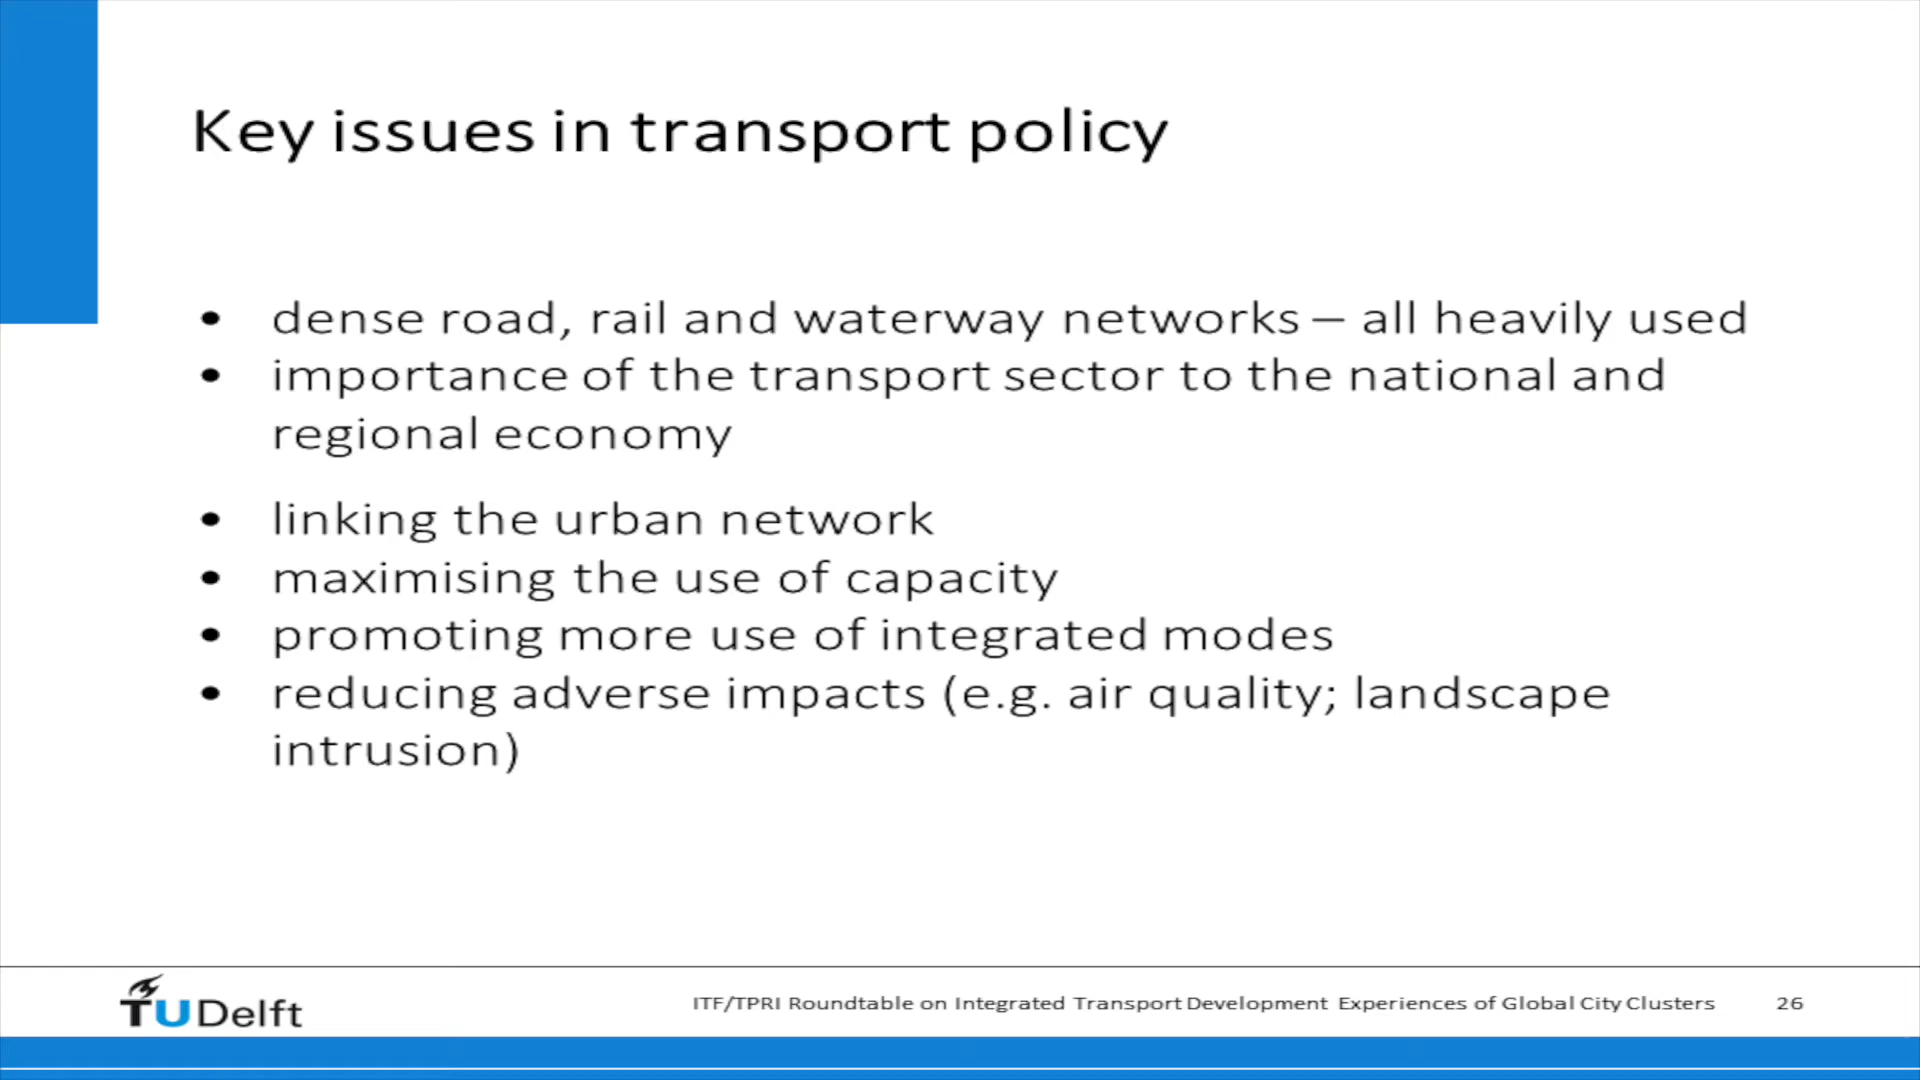 Key issues in transport policy
• dense road, rail and waterway networks – all heavily used
• importance of the transport sector to the national and
regional economy
• linking the urban network
• maximising the use of capacity
• promoting more use of integrated modes
• reducing adverse impacts (e.g. air quality; landscape
intrusion)
TU Delft
ITF/TPRI Roundtable on Integrated Transport Development Experiences of Global City Clusters 26